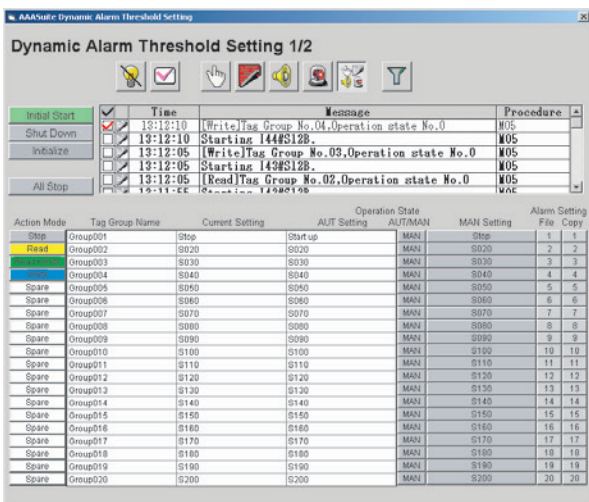 AAASuite Dynamic Alarm Threshold Setting
Dynamic Alarm Threshold Setting 1/2
Initial Start
Shut Down
Initialize
All Stop
Time Message Procedure
13:12:10 [Write]Tag Group No.04,Operation state No.0 M05
13:12:10 Starting I44#S12B. M05
13:12:05 [Write]Tag Group No.03,Operation state No.0 M05
13:12:05 Starting I43#S12B. M05
13:12:05 [Read]Tag Group No.02,Operation state No.0 M05
13:11:55 Starting I42#S12B M05
Operation State Alarm Setting
Action Mode Tag Group Name Current Setting AUT Setting AUT/MAN MAN Setting File Copy
Stop Group001 Stop Start up MAN Stop 1 1
Read Group002 S020 S020 MAN S020 2 2
Group003 S030 S030 MAN S030 3 3
Group004 S040 S040 MAN S040 4 4
Spare Group005 S050 S050 MAN S050 5 5
Spare Group006 S060 S060 MAN S060 6 6
Spare Group007 S070 S070 MAN S070 7 7
Spare Group008 S080 S080 MAN S080 8 8
Spare Group009 S090 S090 MAN S090 9 9
Spare Group010 S100 S100 MAN S100 10 10
Spare Group011 S110 S110 MAN S110 11 11
Spare Group012 S120 S120 MAN S120 12 12
Spare Group013 S130 S130 MAN S130 13 13
Spare Group014 S140 S140 MAN S140 14 14
Spare Group015 S150 S150 MAN S150 15 15
Spare Group016 S160 S160 MAN S160 16 16
Spare Group017 S170 S170 MAN S170 17 17
Spare Group018 S180 S180 MAN S180 18 18
Spare Group019 S190 S190 MAN S190 19 19
Spare Group020 S200 S200 MAN S200 20 20